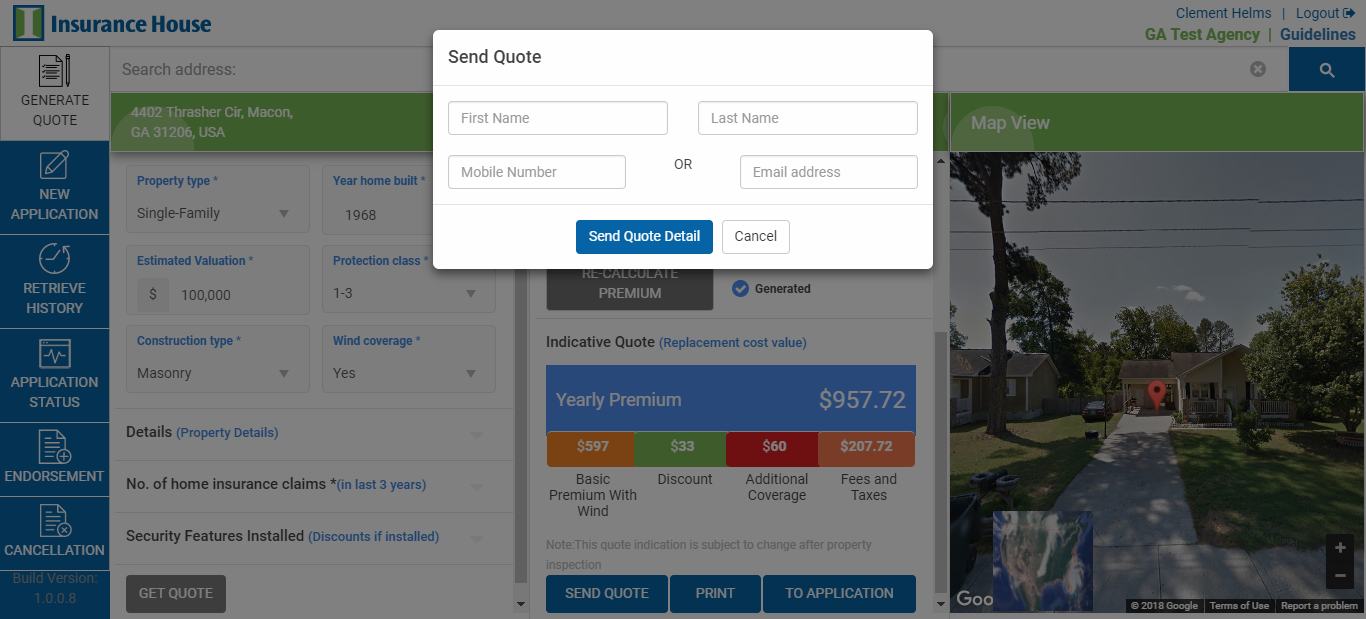 Insurance House
Clement Helms | Logout
GA Test Agency | Guidelines
GENERATE
QUOTE
NEW
APPLICATION
RETRIEVE
HISTORY
APPLICATION
STATUS
ENDORSEMENT
CANCELLATION
Build Version:
1.0.0.8
Search address:
4402 Thrasher Cir, Macon,
GA 31206, USA
Property type *
Single-Family
Year home built *
1968
Estimated Valuation *
$ 100,000
Protection class *
1-3
Construction type *
Masonry
Wind coverage *
Yes
Details (Property Details)
No. of home insurance claims *(in last 3 years)
Security Features Installed (Discounts if installed)
GET QUOTE
Send Quote
First Name
Last Name
Mobile Number
OR
Email address
Send Quote Detail
Cancel
RE-CALCULATE
PREMIUM
Generated
Indicative Quote (Replacement cost value)
Yearly Premium $957.72
$597 $33 $60 $207.72
Basic
Premium With
Wind
Discount
Additional
Coverage
Fees and
Taxes
Note:This quote indication is subject to change after property
inspection
SEND QUOTE
PRINT
TO APPLICATION
Map View
Goo
© 2018 Google Terms of Use Report a problem